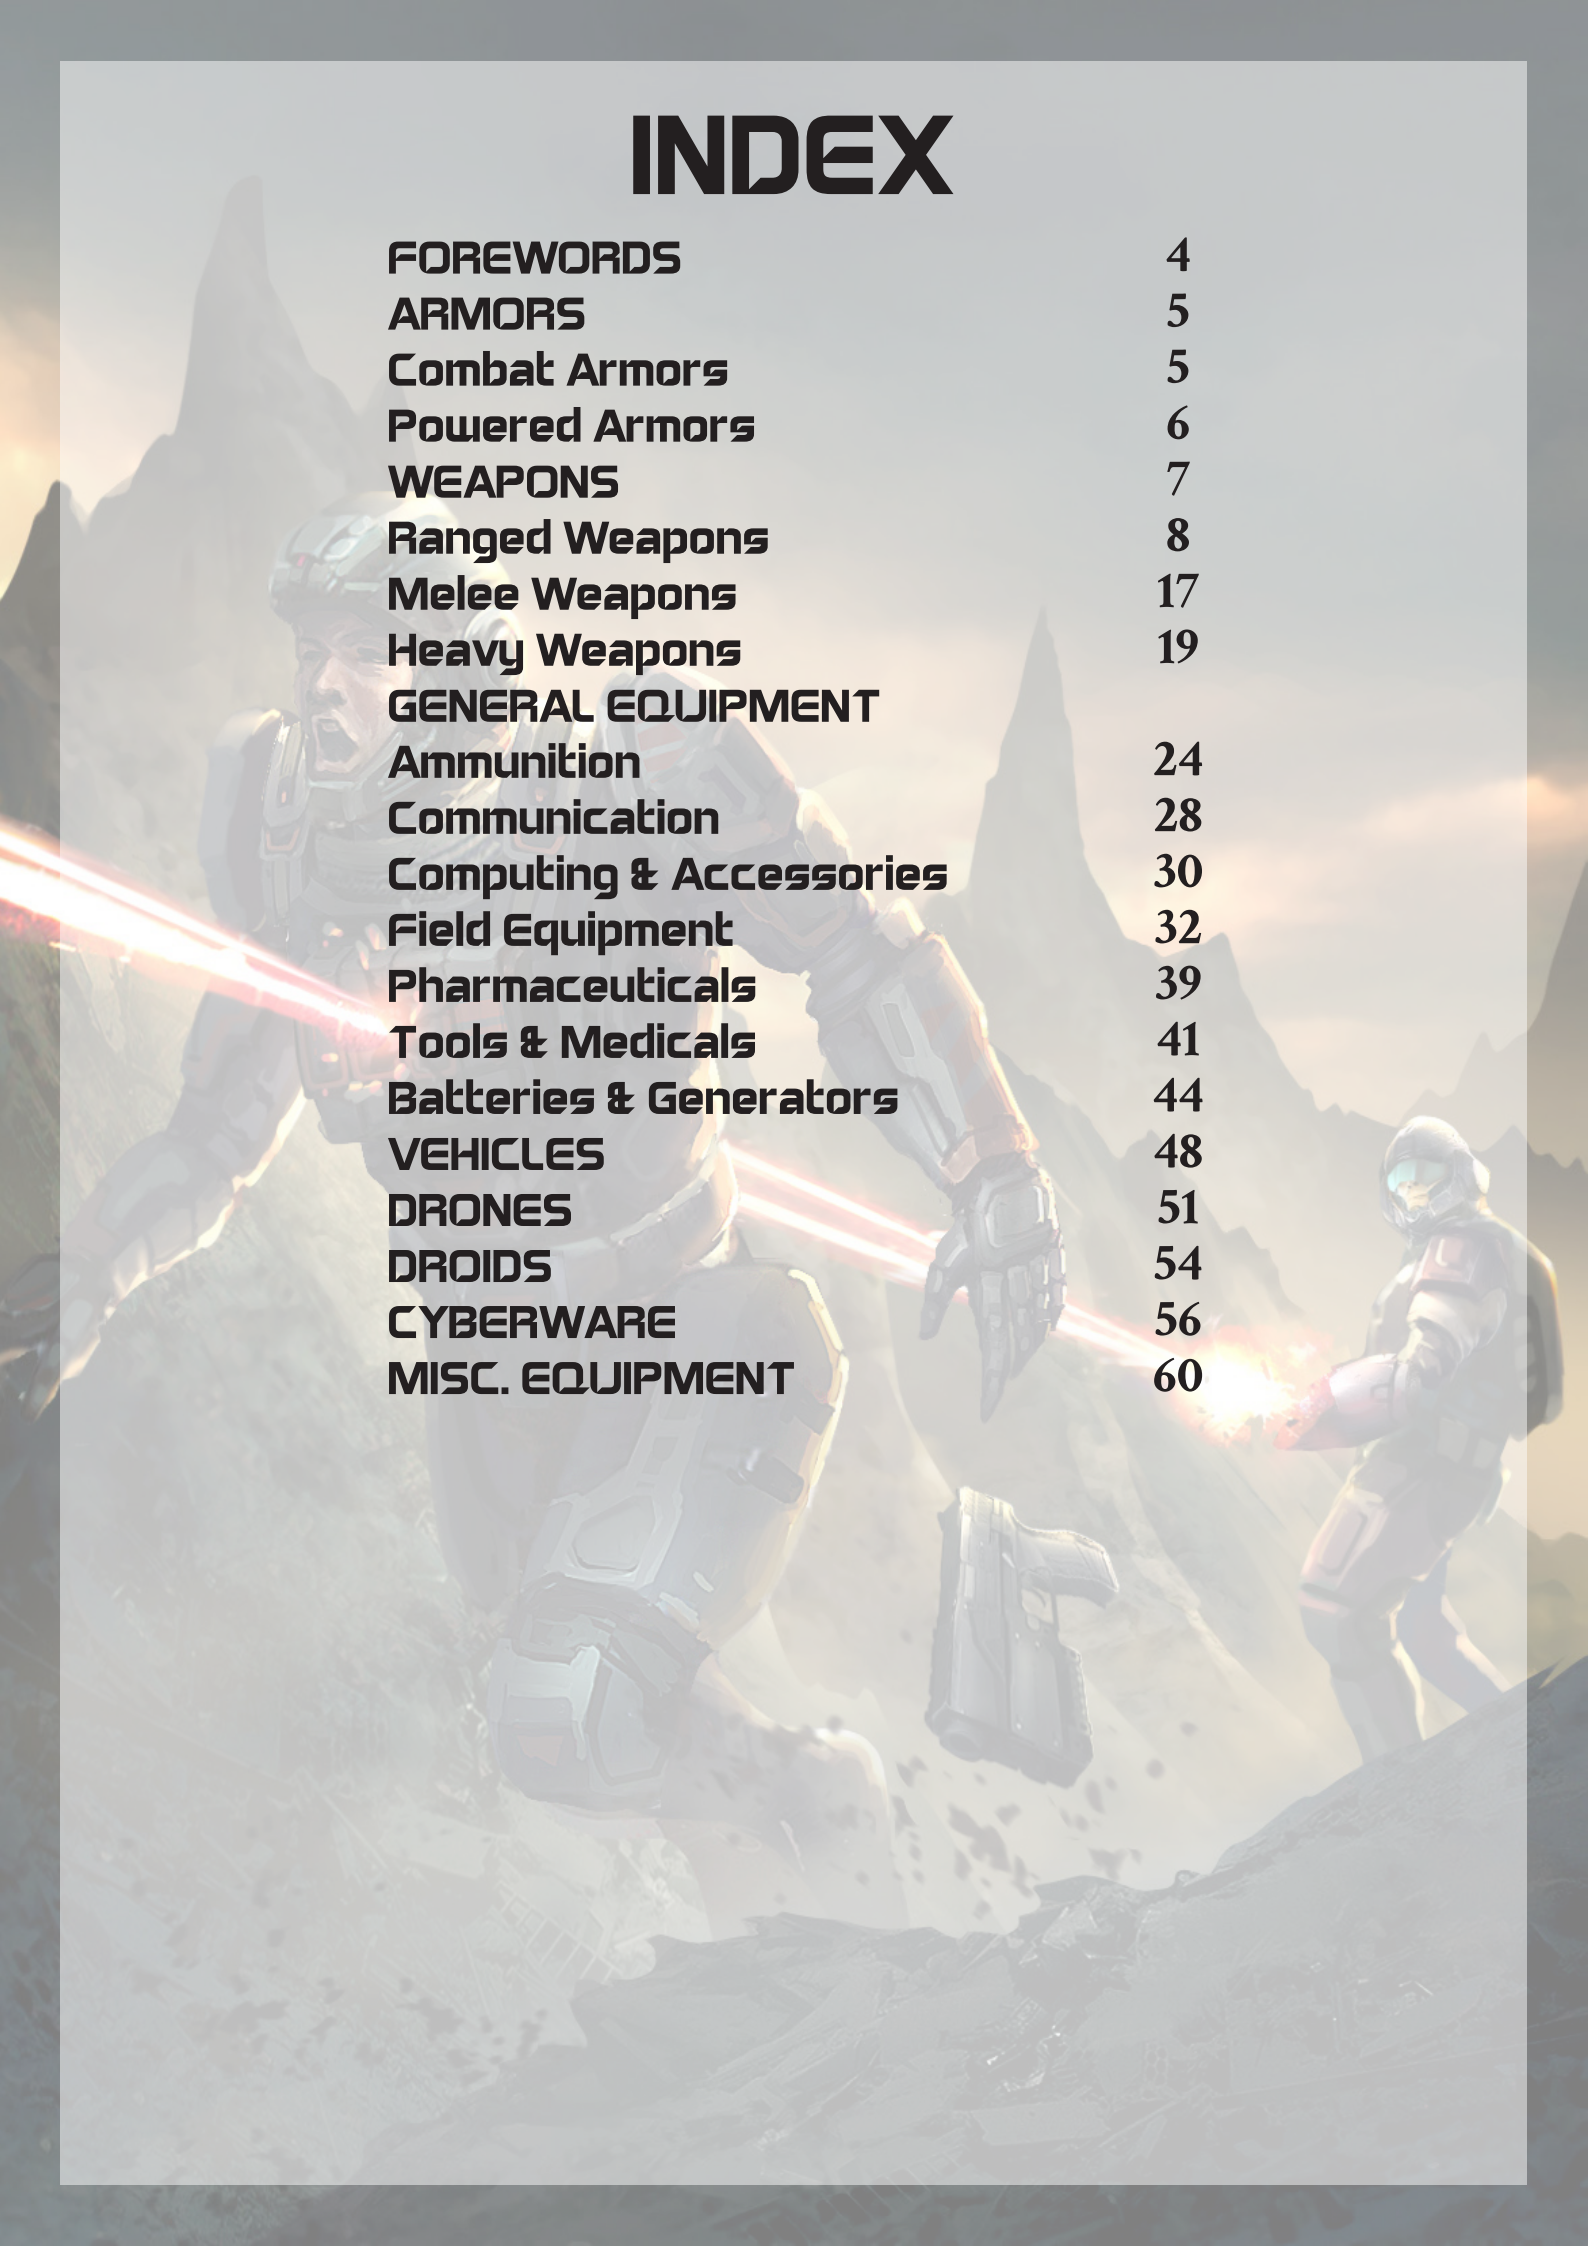 INDEX
FOREWORDS 4
ARMORS 5
Combat Armors 5
Powered Armors 6
WEAPONS 7
Ranged Weapons 8
Melee Weapons 17
Heavy Weapons 19
GENERAL EQUIPMENT
Ammunition 24
Communication 28
Computing & Accessories 30
Field Equipment 32
Pharmaceuticals 39
Tools & Medicals 41
Batteries & Generators 44
VEHICLES 48
DRONES 51
DROIDS 54
CYBERWARE 56
MISC. EQUIPMENT 60